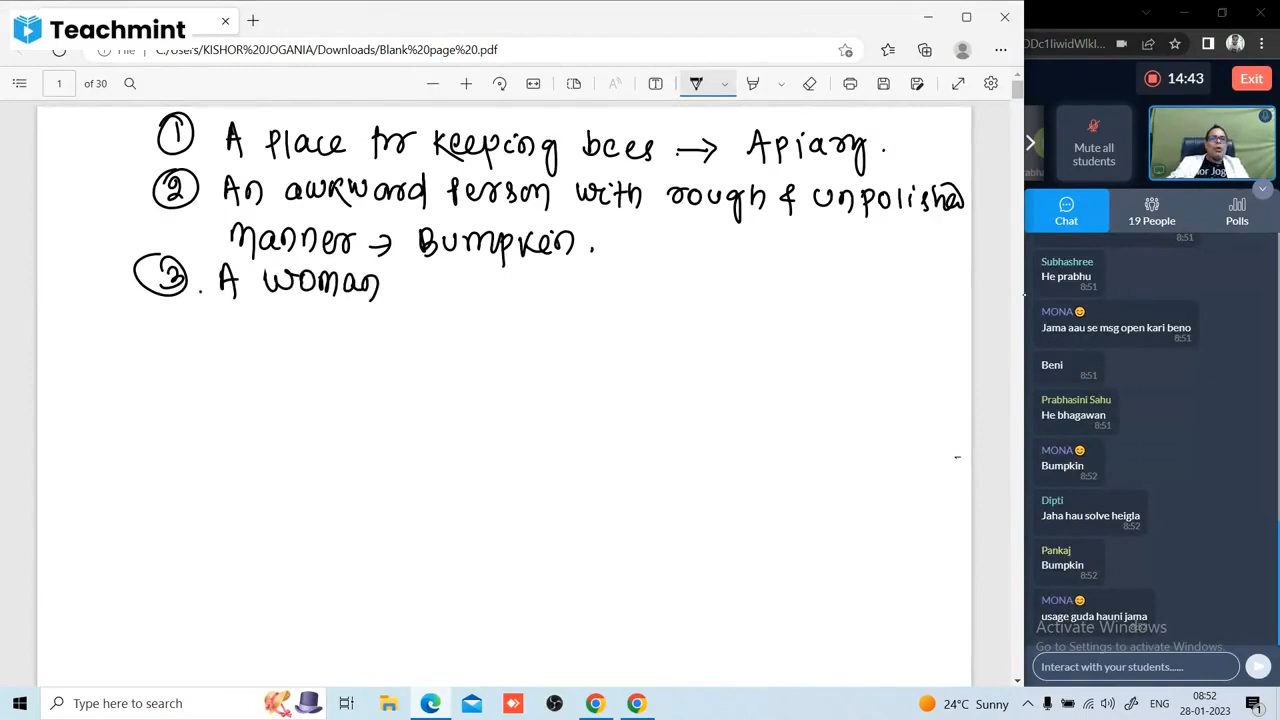 Teachmint
File
C:/Users/KISHOR%20JOGANIA/Downloads/Blank%20page%20.pdf
1 of 30
① A place for keeping bees → Apiary.
② An awkward Person with rough & unpolished
Manner → Bumpkin.
③. A woman
DDc1liwidWlkI
14:43
Exit
Mute all
students
Chat
19 People
Polls
8:51
Subhashree
He prabhu
8:51
MONA😊
Jama aau se msg open kari beno
8:51
Beni
8:51
Prabhasini Sahu
He bhagawan
8:51
MONA😊
Bumpkin
8:52
Dipti
Jaha hau solve heigla
8:52
Pankaj
Bumpkin
8:52
MONA😊
usage guda hauni jama
Activate Windows
Go to Settings to activate Windows.
Interact with your students......
Type here to search
24°C Sunny
ENG
08:52
28-01-2023